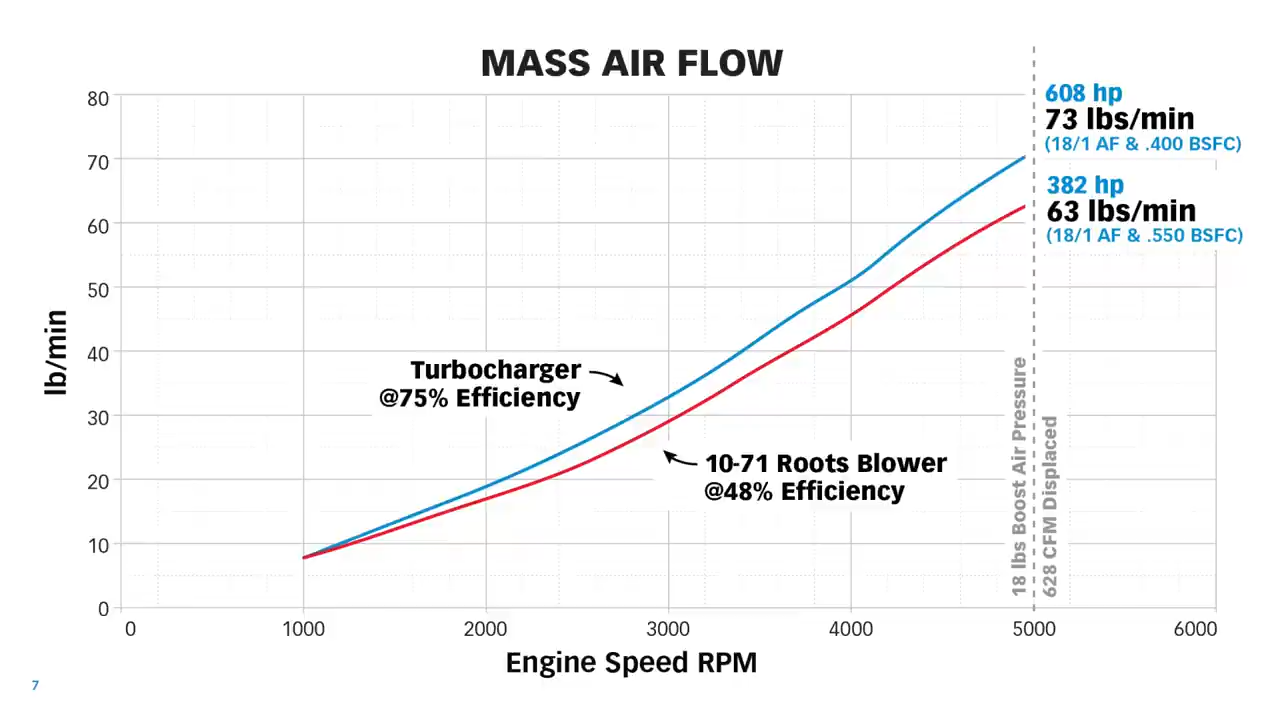 MASS AIR FLOW
80
70
60
50
40
30
20
10
0
lb/min
0
1000
2000
3000
4000
5000
6000
Engine Speed RPM
Turbocharger
@75% Efficiency
10-71 Roots Blower
@48% Efficiency
608 hp
73 lbs/min
(18/1 AF & .400 BSFC)
382 hp
63 lbs/min
(18/1 AF & .550 BSFC)
18 lbs Boost Air Pressure
628 CFM Displaced
7